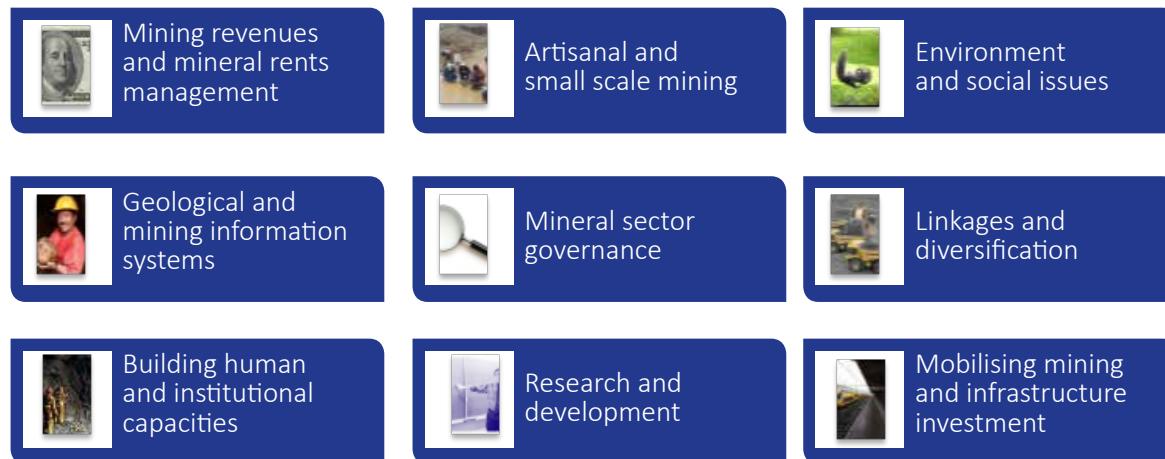 Mining revenues
and mineral rents
management
Artisanal and
small scale mining
Environment
and social issues
Geological and
mining information
systems
Mineral sector
governance
Linkages and
diversification
Building human
and institutional
capacities
Research and
development
Mobilising mining
and infrastructure
investment